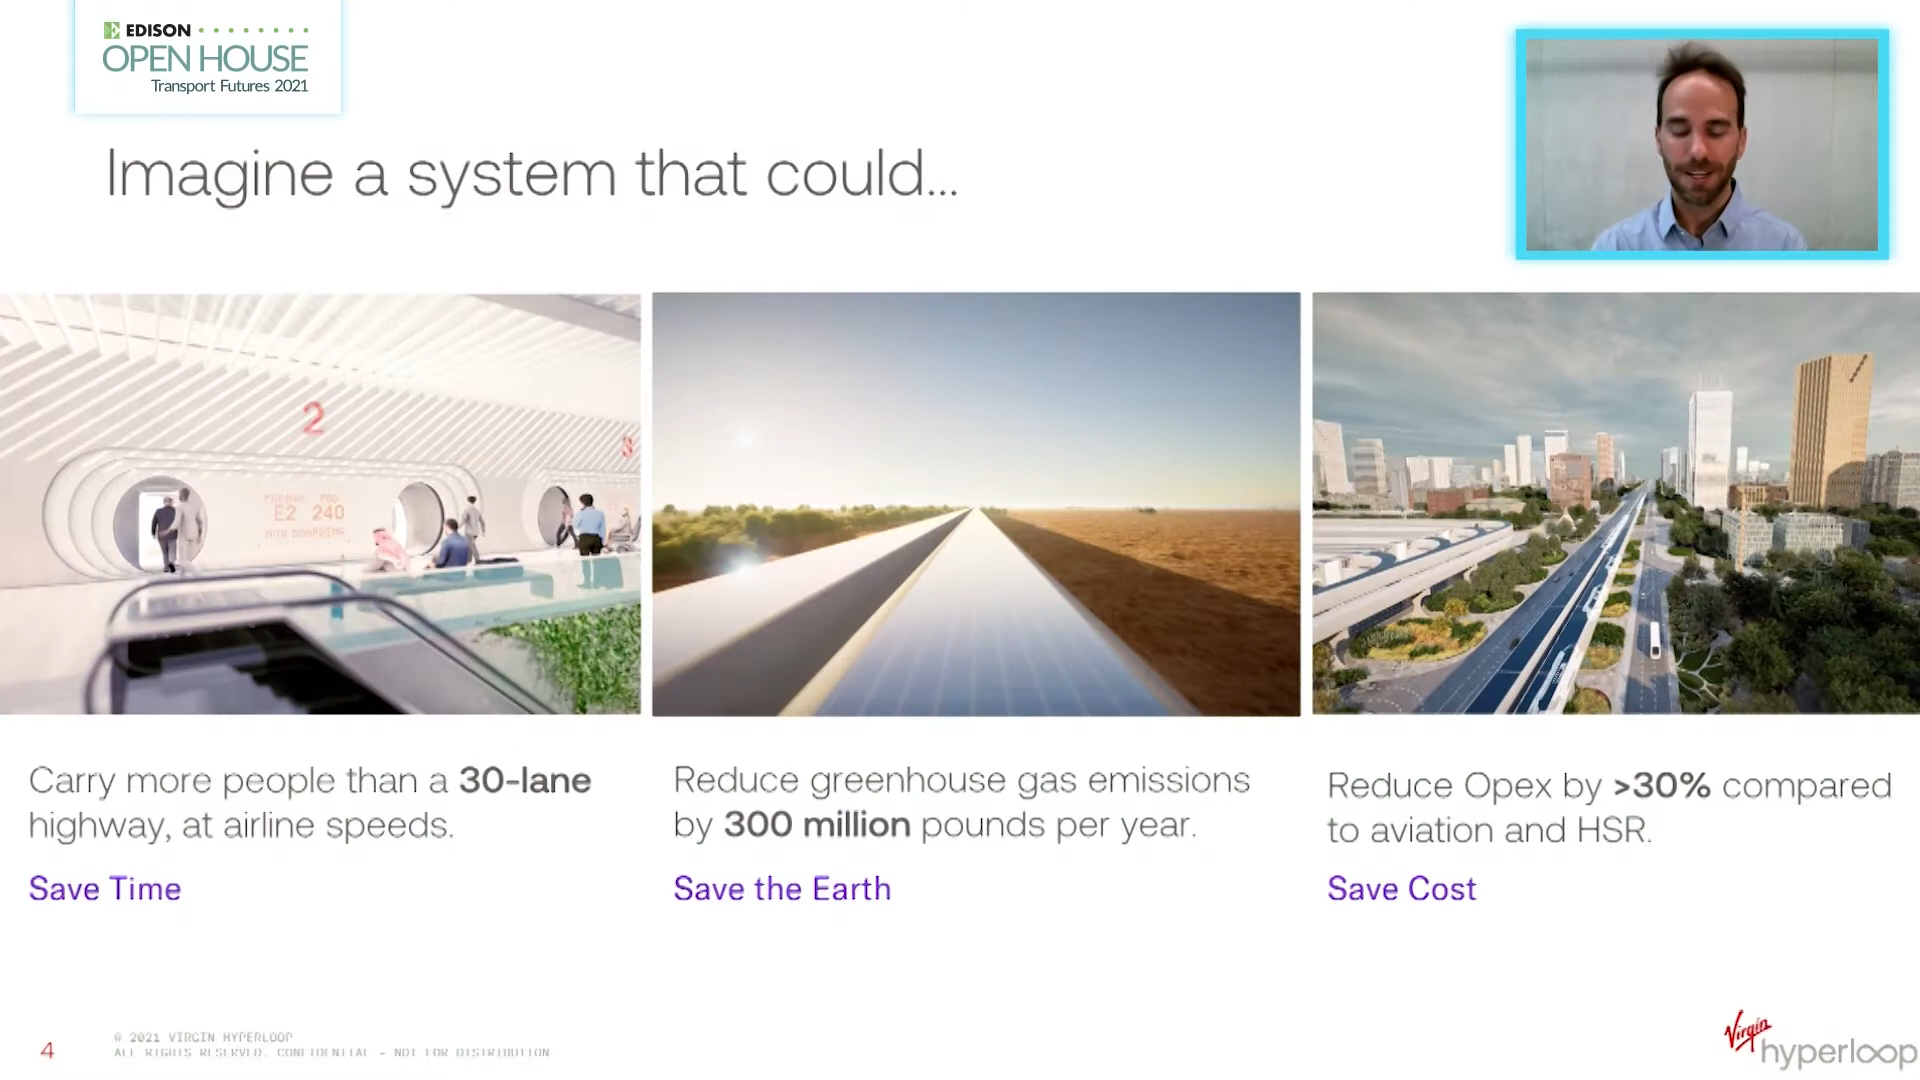 EDISON
OPEN HOUSE
Transport Futures 2021
Imagine a system that could...
2
E2 240
NOW BOARDING
Carry more people than a 30-lane
highway, at airline speeds.
Save Time
Reduce greenhouse gas emissions
by 300 million pounds per year.
Save the Earth
Reduce Opex by >30% compared
to aviation and HSR.
Save Cost
4
© 2021 VIRGIN HYPERLOOP
ALL RIGHTS RESERVED. CONFIDENTIAL - NOT FOR DISTRIBUTION
Virgin
hyperloop